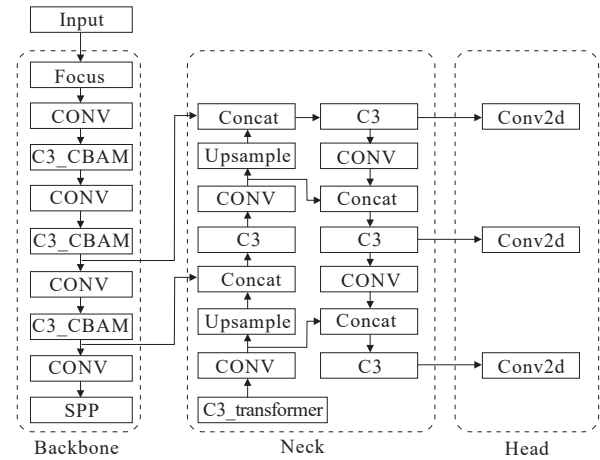 Input
Focus
CONV
C3_CBAM
CONV
C3_CBAM
CONV
C3_CBAM
CONV
SPP
Backbone
Concat
Upsample
CONV
C3
Concat
Upsample
CONV
C3_transformer
C3
CONV
Concat
C3
CONV
Concat
C3
Neck
Conv2d
Conv2d
Conv2d
Head